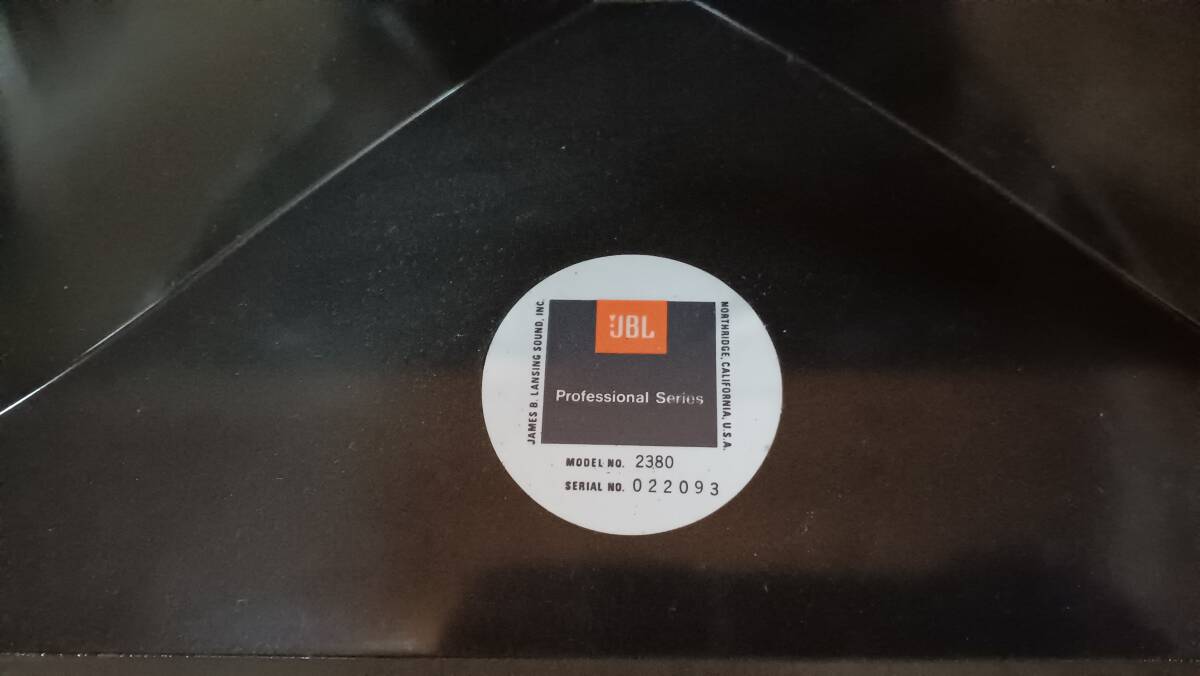 JBL
JAMES B. LANSING SOUND, INC.
NORTHRIDGE, CALIFORNIA, U.S.A.
Professional Series
MODEL NO. 2380
SERIAL NO. 022093